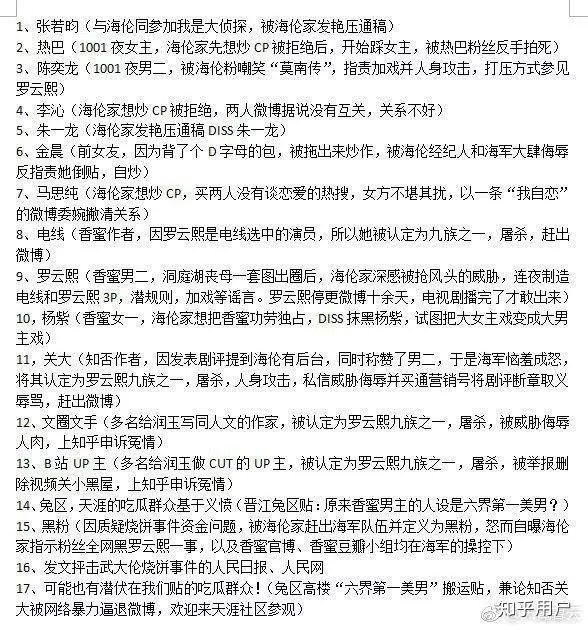 1、张若昀（与海伦同参加我是大侦探，被海伦家发艳压通稿）
2、热巴（1001夜女主，海伦家先想炒CP被拒绝后，开始踩女主，被热巴粉丝反手拍死）
3、陈奕龙（1001夜男二，被海伦粉嘲笑“莫南传”，指责加戏并人身攻击，打压方式参见
罗云熙）
4、李沁（海伦家想炒CP被拒绝，两人微博据说没有互关，关系不好）
5、朱一龙（海伦家发艳压通稿DISS朱一龙）
6、金晨（前女友，因为背了个D字母的包，被拖出来炒作，被海伦经纪人和海军大肆侮辱
反指责她倒贴，自炒）
7、马思纯（海伦家想炒CP，买两人没有谈恋爱的热搜，女方不堪其扰，以一条“我自恋”
的微博委婉撇清关系）
8、电线（香蜜作者，因罗云熙是电线选中的演员，所以她被认定为九族之一，屠杀，赶出
微博）
9、罗云熙（香蜜男二，洞庭湖丧母一套图出圈后，海伦家深感被抢风头的威胁，连夜制造
电线和罗云熙3P，潜规则，加戏等谣言。罗云熙停更微博十余天，电视剧播完了才敢出来）
10，杨紫（香蜜女一，海伦家想把香蜜功劳独占，DISS抹黑杨紫，试图把大女主戏变成大男
主戏）
11，关大（知否作者，因发表剧评提到海伦有后台，同时称赞了男二，于是海军恼羞成怒，
将其认定为罗云熙九族之一，屠杀，人身攻击，私信威胁侮辱并买通营销号将剧评断章取义
辱骂，赶出微博）
12、文圈文手（多名给润玉写同人文的作家，被认定为罗云熙九族之一，屠杀，被威胁侮辱
人肉，上知乎申诉冤情）
13、B站UP主（多名给润玉做CUT的UP主，被认定为罗云熙九族之一，屠杀，被举报删
除视频关小黑屋，上知乎申诉冤情）
14、兔区，天涯的吃瓜群众基于义愤（晋江兔区贴：原来香蜜男主的人设是六界第一美男？）
15、黑粉（因质疑烧饼事件资金问题，被海伦家赶出海军队伍并定义为黑粉，怒而自曝海伦
家指示粉丝全网黑罗云熙一事，以及香蜜官博、香蜜豆瓣小组均在海军的操控下）
16、发文抨击武大伦烧饼事件的人民日报、人民网
17、可能也有潜伏在我们贴的吃瓜群众！（兔区高楼“六界第一美男”搬运贴，兼论知否关
大被网络暴力逼退微博，欢迎来天涯社区参观）
知乎用户